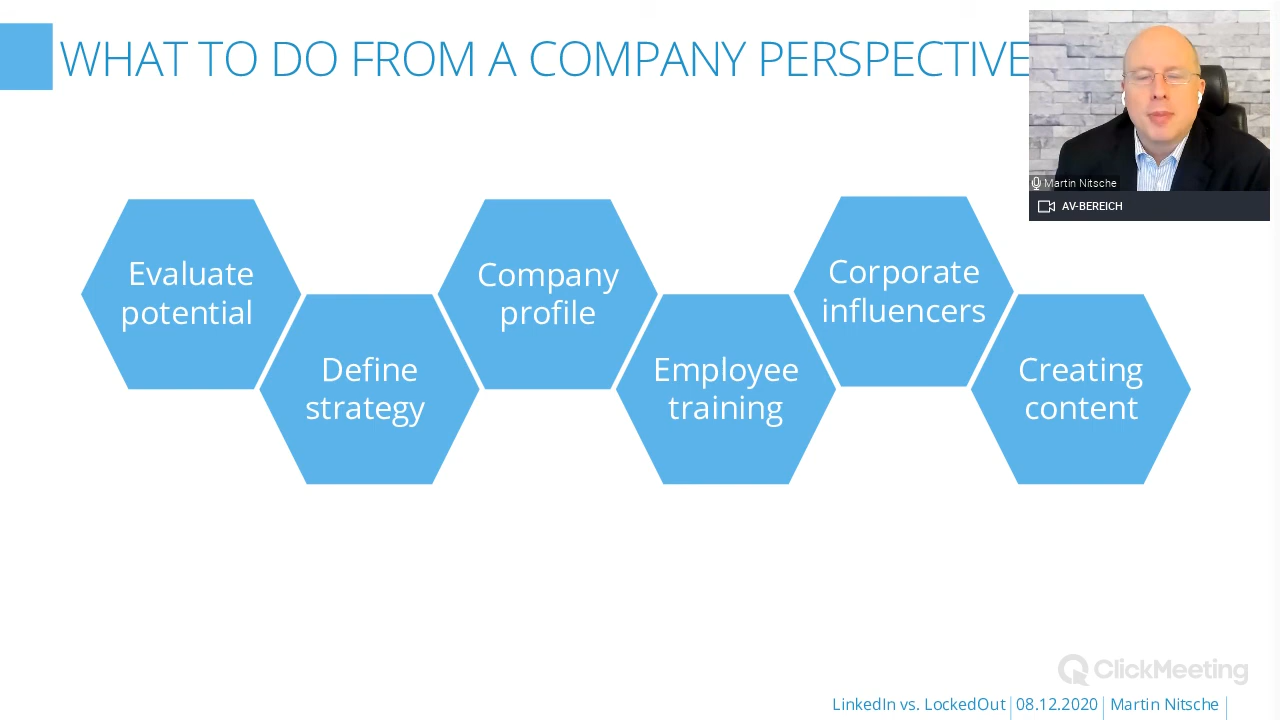 WHAT TO DO FROM A COMPANY PERSPECTIVE
Martin Nitsche
AV-BEREICH
Evaluate
potential
Define
strategy
Company
profile
Employee
training
Corporate
influencers
Creating
content
ClickMeeting
LinkedIn vs. LockedOut | 08.12.2020 | Martin Nitsche |